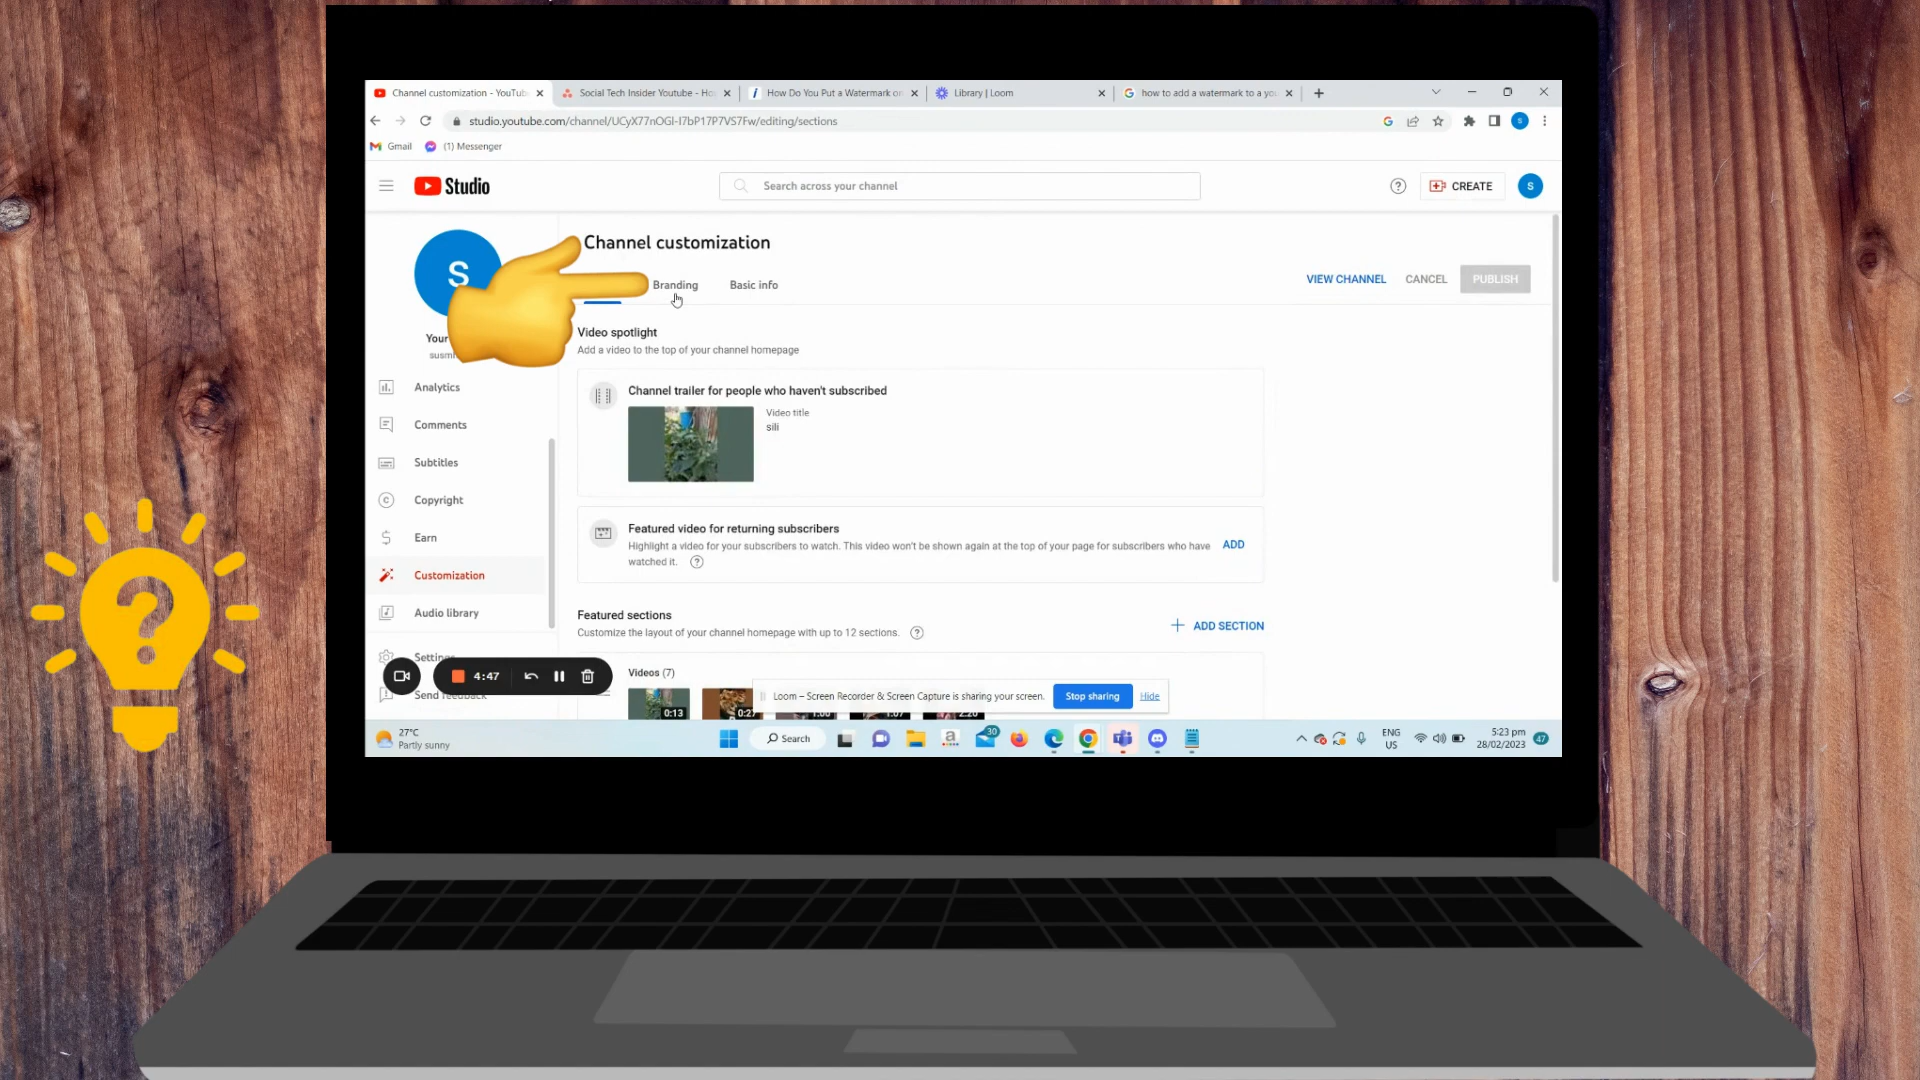 Channel customization - YouTube
Social Tech Insider Youtube - Ho
How Do You Put a Watermark on
Library | Loom
how to add a watermark to a you
studio.youtube.com/channel/UCyX77nOGl-I7bP17P7VS7Fw/editing/sections
Gmail
(1) Messenger
Studio
Search across your channel
CREATE
S
S
Channel customization
Branding
Basic info
VIEW CHANNEL
CANCEL
PUBLISH
Your
Video spotlight
Add a video to the top of your channel homepage
Analytics
Comments
Subtitles
Copyright
Earn
Customization
Audio library
Settings
Send feedback
Channel trailer for people who haven't subscribed
Video title
sili
Featured video for returning subscribers
Highlight a video for your subscribers to watch. This video won't be shown again at the top of your page for subscribers who have
watched it.
ADD
Featured sections
Customize the layout of your channel homepage with up to 12 sections.
ADD SECTION
Videos (7)
0:13
0:27
4:47
Loom – Screen Recorder & Screen Capture is sharing your screen.
Stop sharing
Hide
27°C
Partly sunny
Search
30
ENG
US
5:23 pm
28/02/2023
47